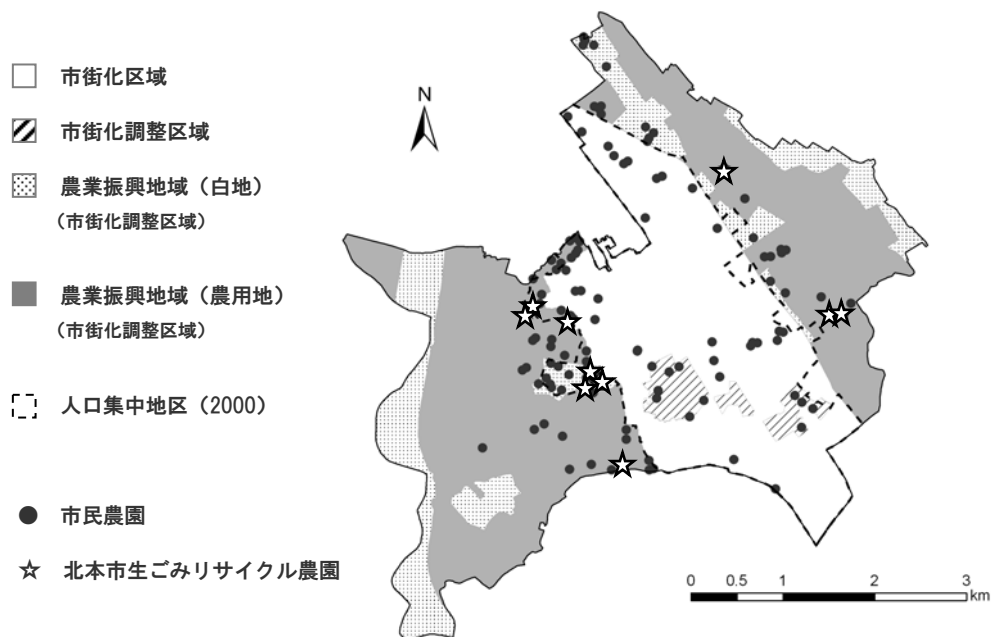 市街化区域
市街化調整区域
農業振興地域（白地）
（市街化調整区域）
農業振興地域（農用地）
（市街化調整区域）
人口集中地区（2000）
市民農園
北本市生ごみリサイクル農園
N
0 0.5 1 2 3
km